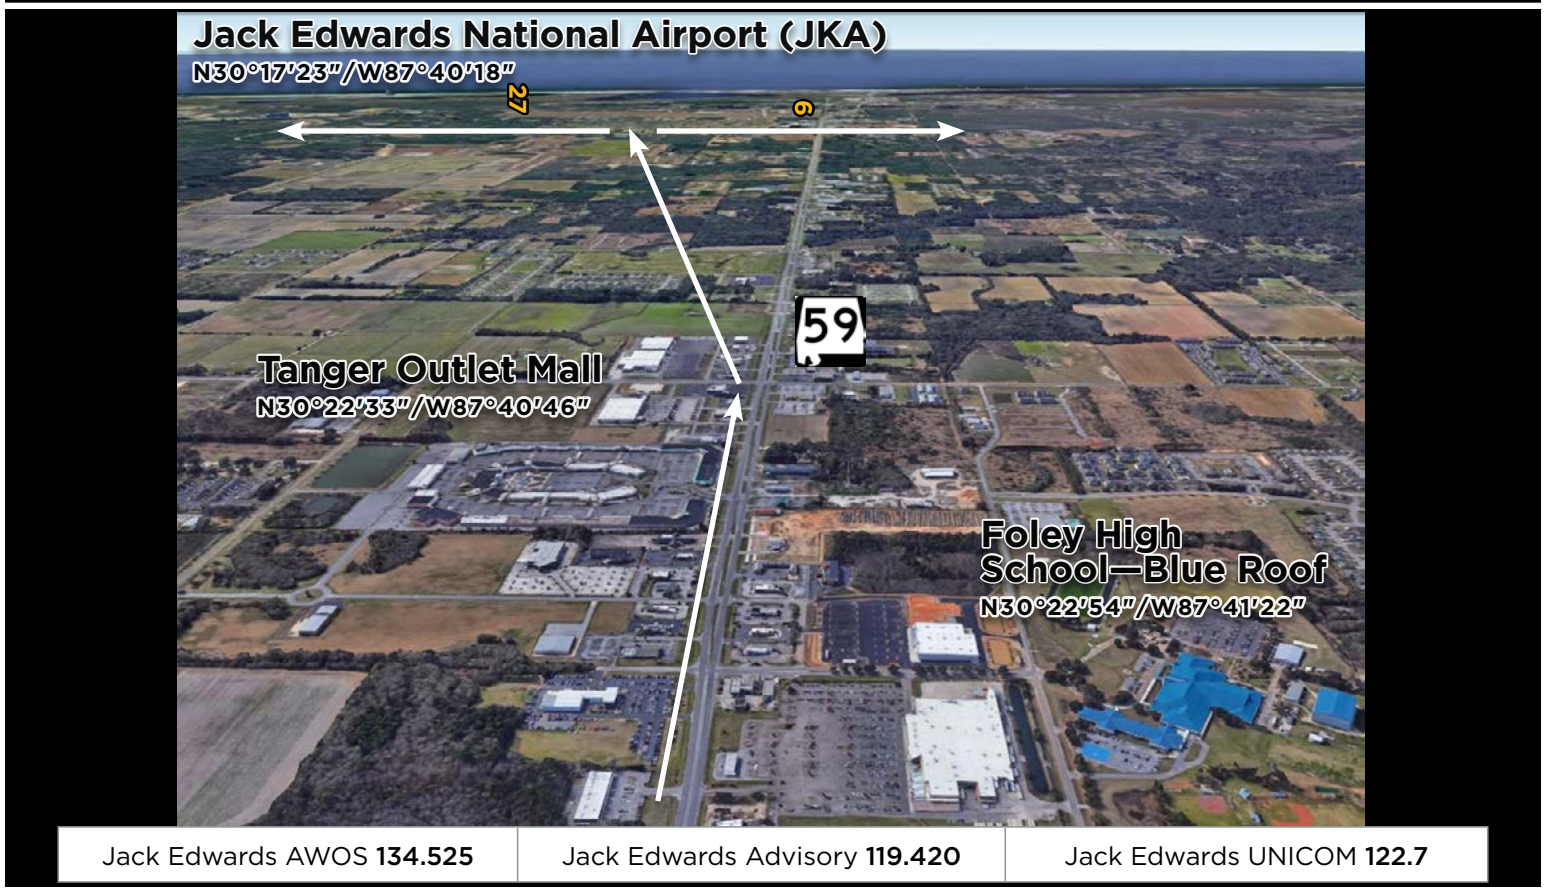 Jack Edwards National Airport (JKA)
N30°17'23"/W87°40'18"
27
6
59
Tanger Outlet Mall
N30°22'33"/W87°40'46"
Foley High
School—Blue Roof
N30°22'54"/W87°41'22"
Jack Edwards AWOS 134.525
Jack Edwards Advisory 119.420
Jack Edwards UNICOM 122.7